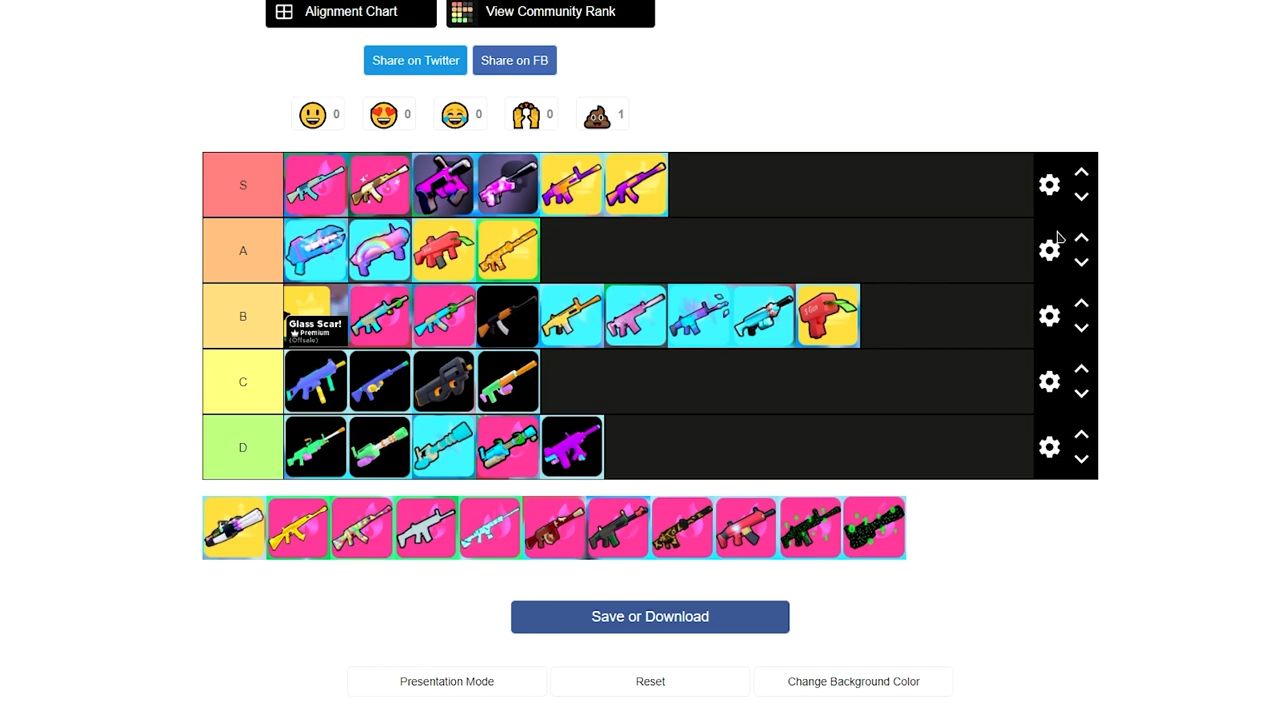 Alignment Chart
View Community Rank
Share on Twitter
Share on FB
0
0
0
0
1
S
A
B
Glass Scar!
Premium
(Offsale)
C
D
Save or Download
Presentation Mode
Reset
Change Background Color